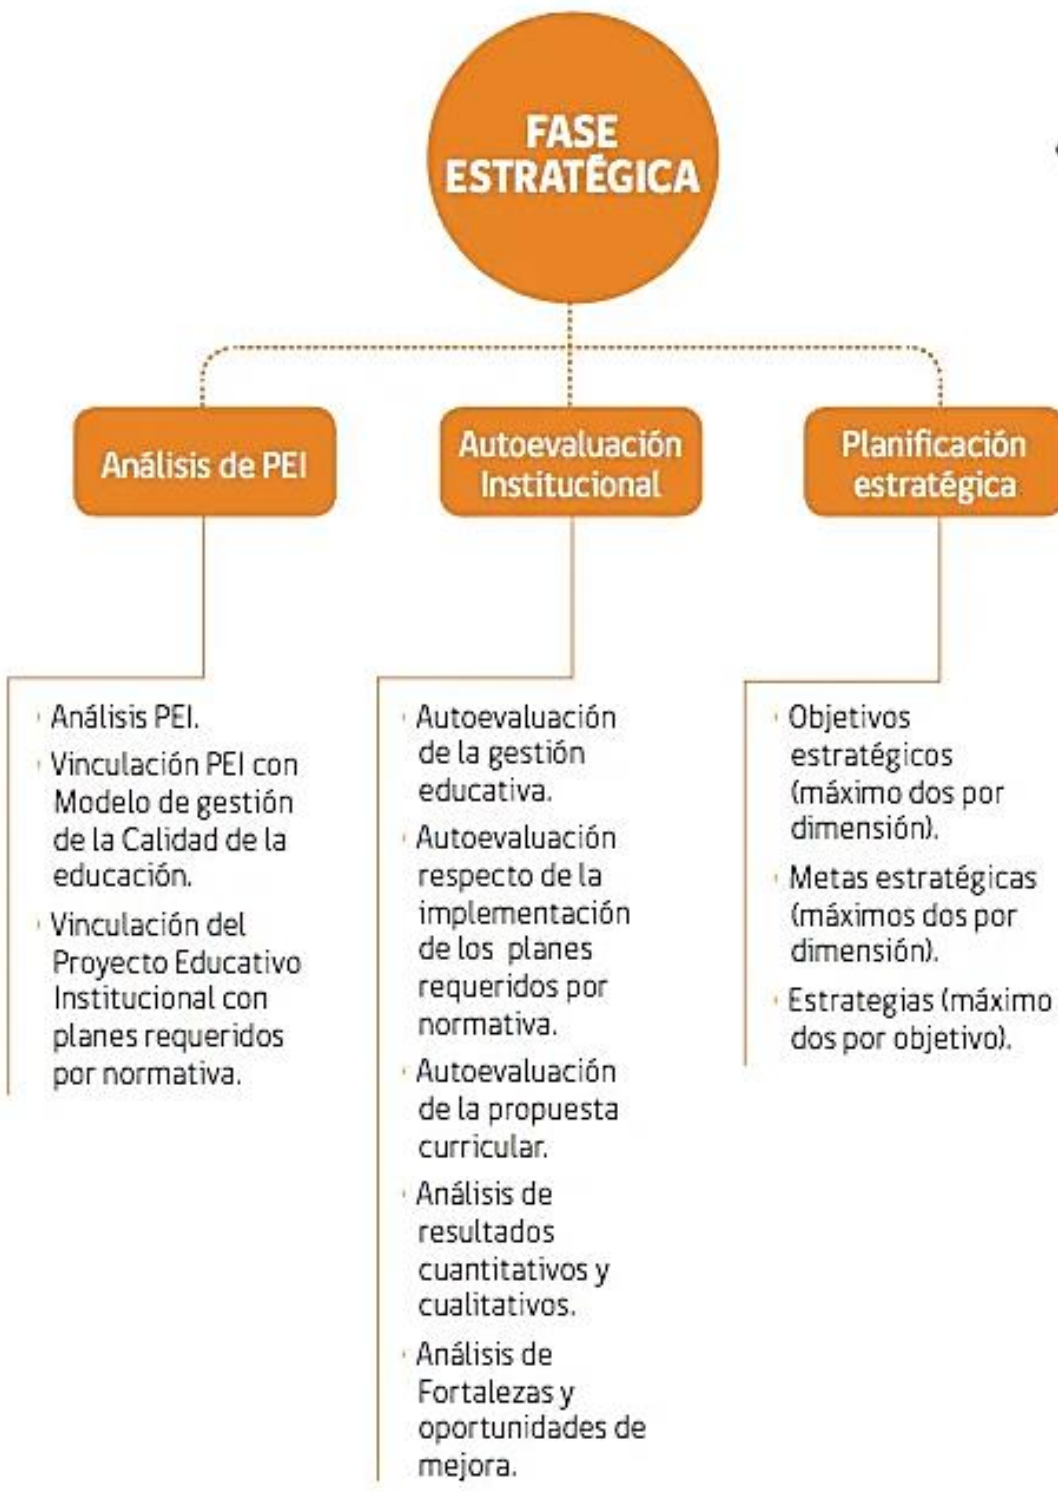 FASE
ESTRATÉGICA
Análisis de PEI
Autoevaluación
Institucional
Planificación
estratégica
Análisis PEI.
Vinculación PEI con
Modelo de gestión
de la Calidad de la
educación.
Vinculación del
Proyecto Educativo
Institucional con
planes requeridos
por normativa.
Autoevaluación
de la gestión
educativa.
Autoevaluación
respecto de la
implementación
de los planes
requeridos por
normativa.
Autoevaluación
de la propuesta
curricular.
Análisis de
resultados
cuantitativos y
cualitativos.
Análisis de
Fortalezas y
oportunidades de
mejora.
Objetivos
estratégicos
(máximo dos por
dimensión).
Metas estratégicas
(máximos dos por
dimensión).
Estrategias (máximo
dos por objetivo).